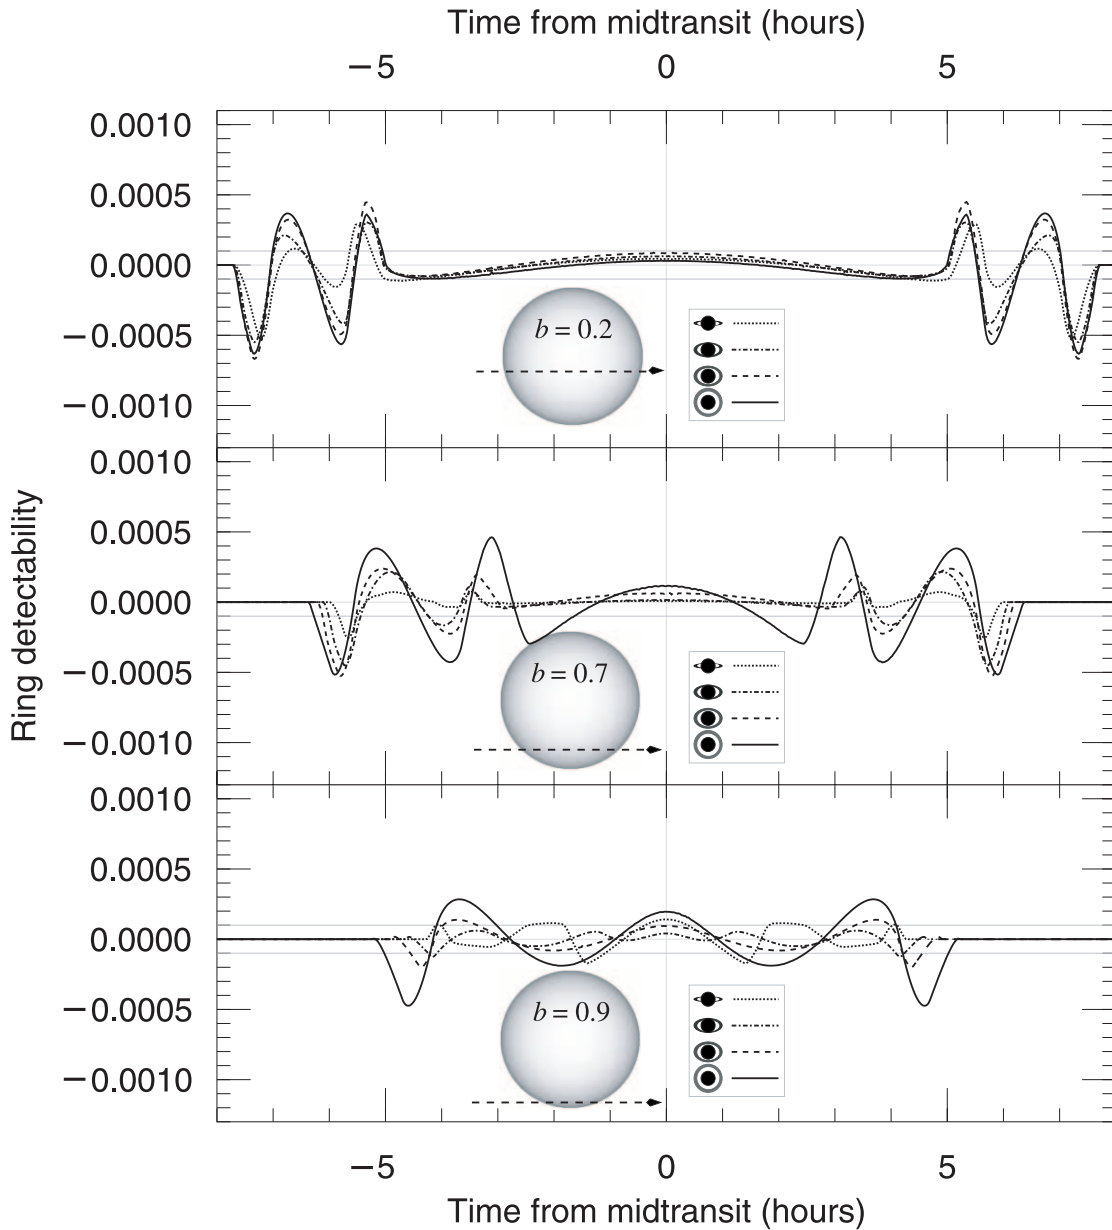 Time from midtransit (hours)
−5 0 5
0.0010
0.0005
0.0000
−0.0005
−0.0010
b = 0.2
0.0010
0.0005
0.0000
−0.0005
−0.0010
b = 0.7
Ring detectability
0.0010
0.0005
0.0000
−0.0005
−0.0010
b = 0.9
−5 0 5
Time from midtransit (hours)